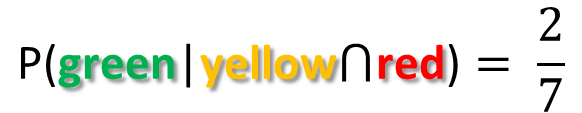 P(green|yellow∩red) = 2/7